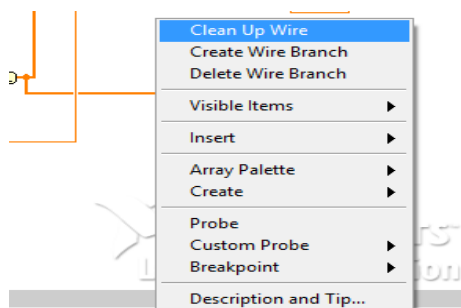 Clean Up Wire
Create Wire Branch
Delete Wire Branch
Visible Items
Insert
Array Palette
Create
Probe
Custom Probe
Breakpoint
Description and Tip...